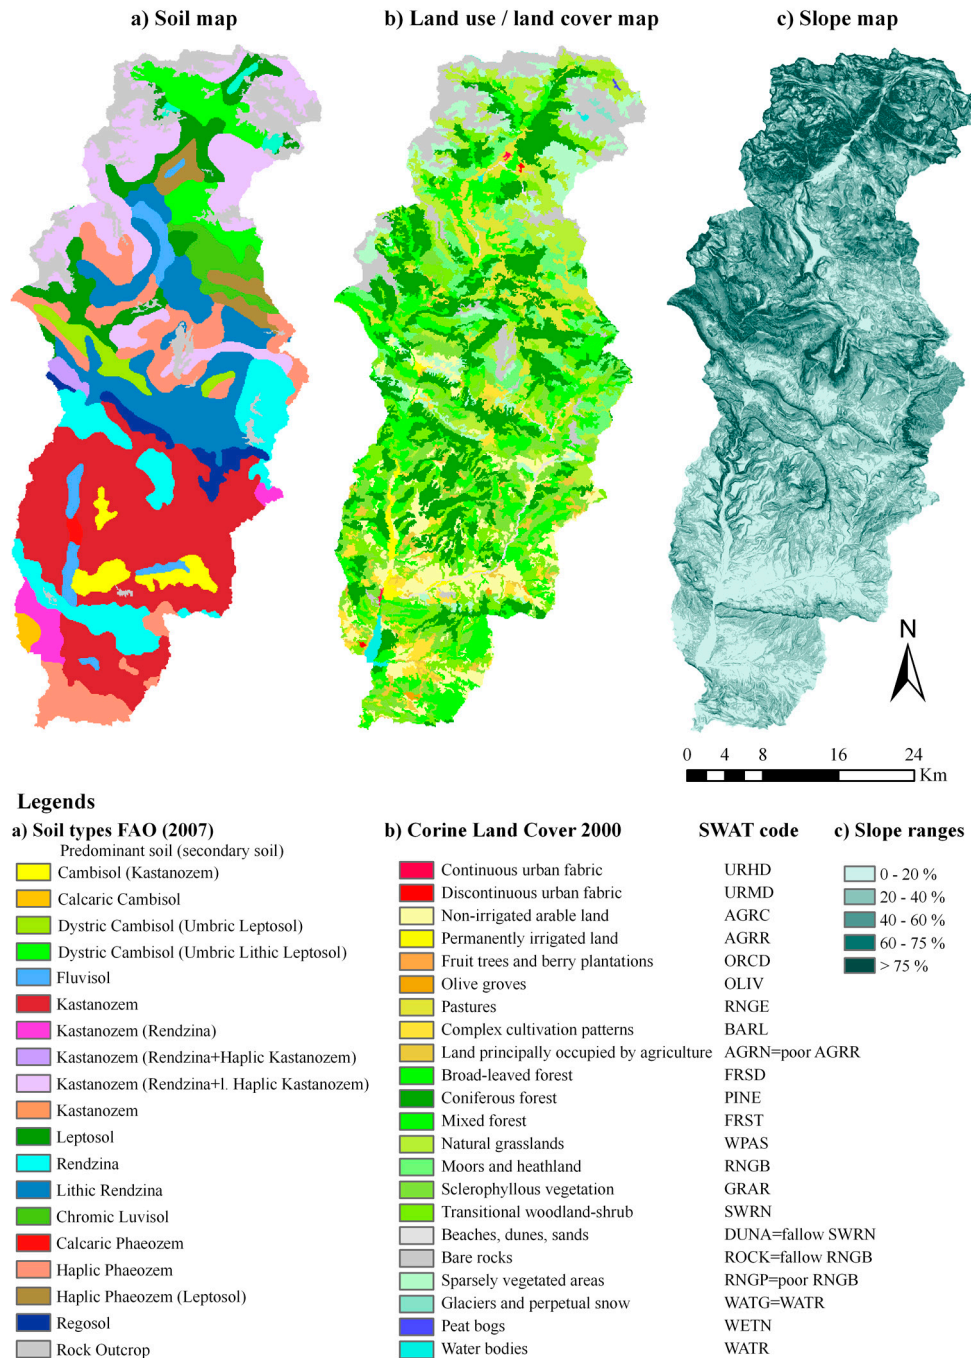 a) Soil map
b) Land use / land cover map
c) Slope map
N
0 4 8 16 24
Km
Legends
a) Soil types FAO (2007)
Predominant soil (secondary soil)
Cambisol (Kastanozem)
Calcaric Cambisol
Dystric Cambisol (Umbric Leptosol)
Dystric Cambisol (Umbric Lithic Leptosol)
Fluvisol
Kastanozem
Kastanozem (Rendzina)
Kastanozem (Rendzina+Haplic Kastanozem)
Kastanozem (Rendzina+l. Haplic Kastanozem)
Kastanozem
Leptosol
Rendzina
Lithic Rendzina
Chromic Luvisol
Calcaric Phaeozem
Haplic Phaeozem
Haplic Phaeozem (Leptosol)
Regosol
Rock Outcrop
b) Corine Land Cover 2000 SWAT code
Continuous urban fabric URHD
Discontinuous urban fabric URMD
Non-irrigated arable land AGRC
Permanently irrigated land AGRR
Fruit trees and berry plantations ORCD
Olive groves OLIV
Pastures RNGE
Complex cultivation patterns BARL
Land principally occupied by agriculture AGRN=poor AGRR
Broad-leaved forest FRSD
Coniferous forest PINE
Mixed forest FRST
Natural grasslands WPAS
Moors and heathland RNGB
Sclerophyllous vegetation GRAR
Transitional woodland-shrub SWRN
Beaches, dunes, sands DUNA=fallow SWRN
Bare rocks ROCK=fallow RNGB
Sparsely vegetated areas RNGP=poor RNGB
Glaciers and perpetual snow WATG=WATR
Peat bogs WETN
Water bodies WATR
c) Slope ranges
0 - 20 %
20 - 40 %
40 - 60 %
60 - 75 %
> 75 %